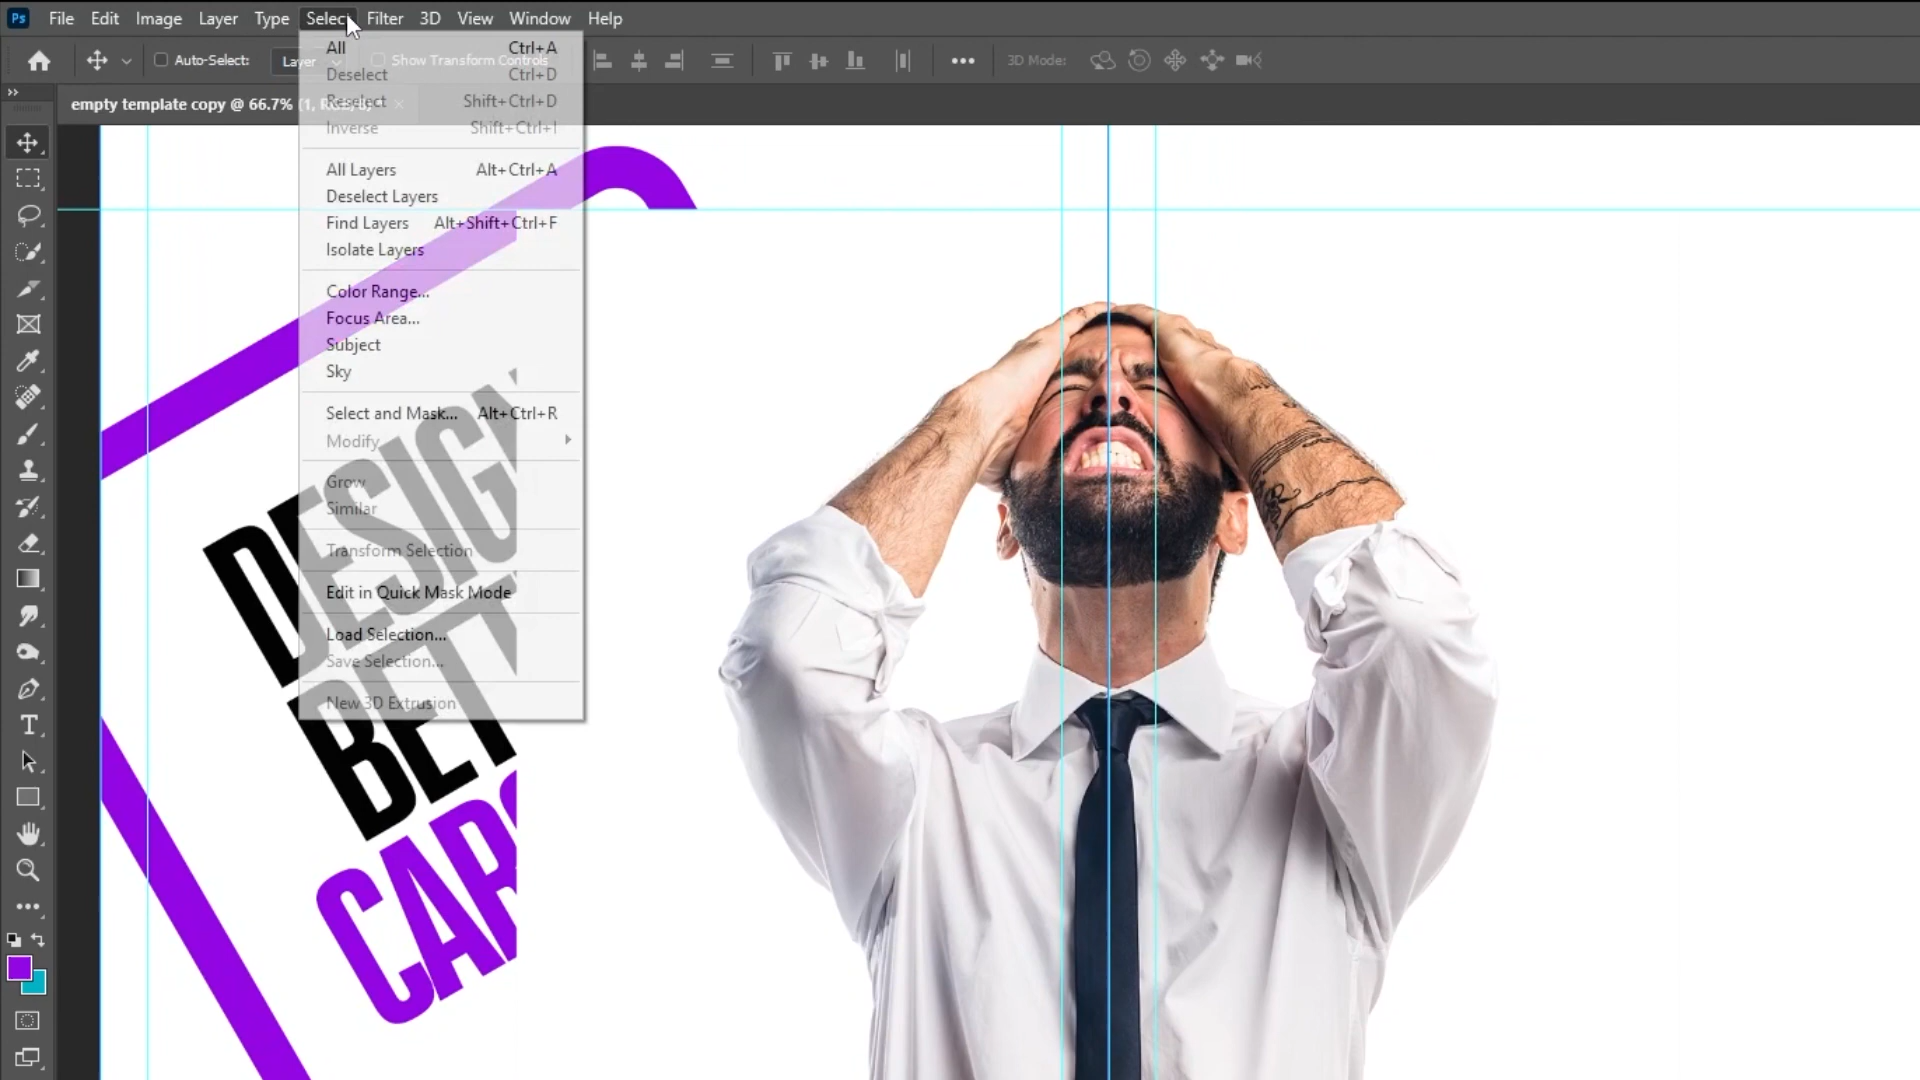 Ps File Edit Image Layer Type Select Filter 3D View Window Help
Auto-Select: Layer Show Transform Controls 3D Mode:
empty template copy @ 66.7% (1,
All Ctrl+A
Deselect Ctrl+D
Reselect Shift+Ctrl+D
Inverse Shift+Ctrl+I
All Layers Alt+Ctrl+A
Deselect Layers
Find Layers Alt+Shift+Ctrl+F
Isolate Layers
Color Range...
Focus Area...
Subject
Sky
Select and Mask... Alt+Ctrl+R
Modify
Grow
Similar
Transform Selection
Edit in Quick Mask Mode
Load Selection...
Save Selection...
New 3D Extrusion
DESIGN
BET
CAR